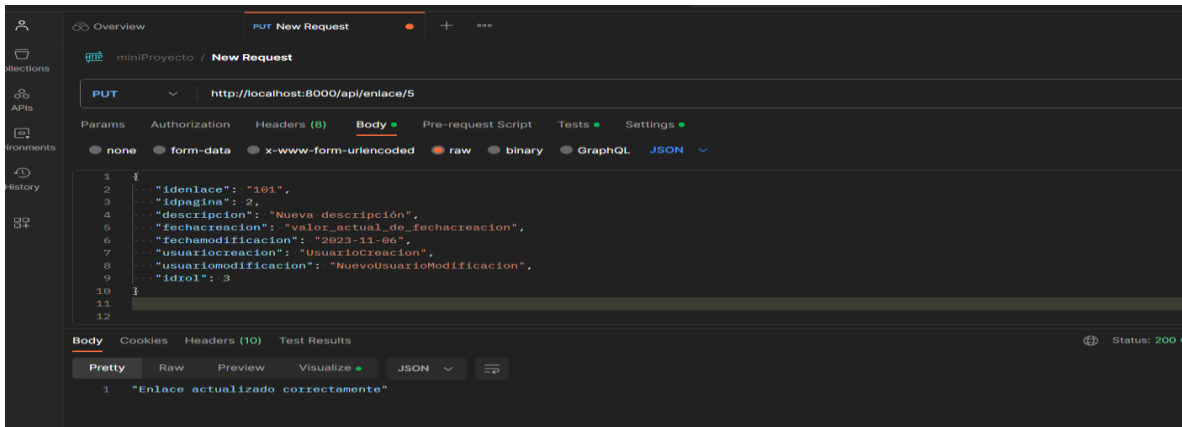 Overview PUT New Request
ollections
HTTP miniProyecto / New Request
APIs
PUT http://localhost:8000/api/enlace/5
ironments
Params Authorization Headers (8) Body Pre-request Script Tests Settings
History
none form-data x-www-form-urlencoded raw binary GraphQL JSON
1 {
2 "idenlace": "101",
3 "idpagina": 2,
4 "descripcion": "Nueva descripción",
5 "fechacreacion": "valor_actual_de_fechacreacion",
6 "fechamodificacion": "2023-11-06",
7 "usuariocreacion": "UsuarioCreacion",
8 "usuariomodificacion": "NuevoUsuarioModificacion",
9 "idrol": 3
10 }
11
12
Body Cookies Headers (10) Test Results Status: 200
Pretty Raw Preview Visualize JSON
1 "Enlace actualizado correctamente"